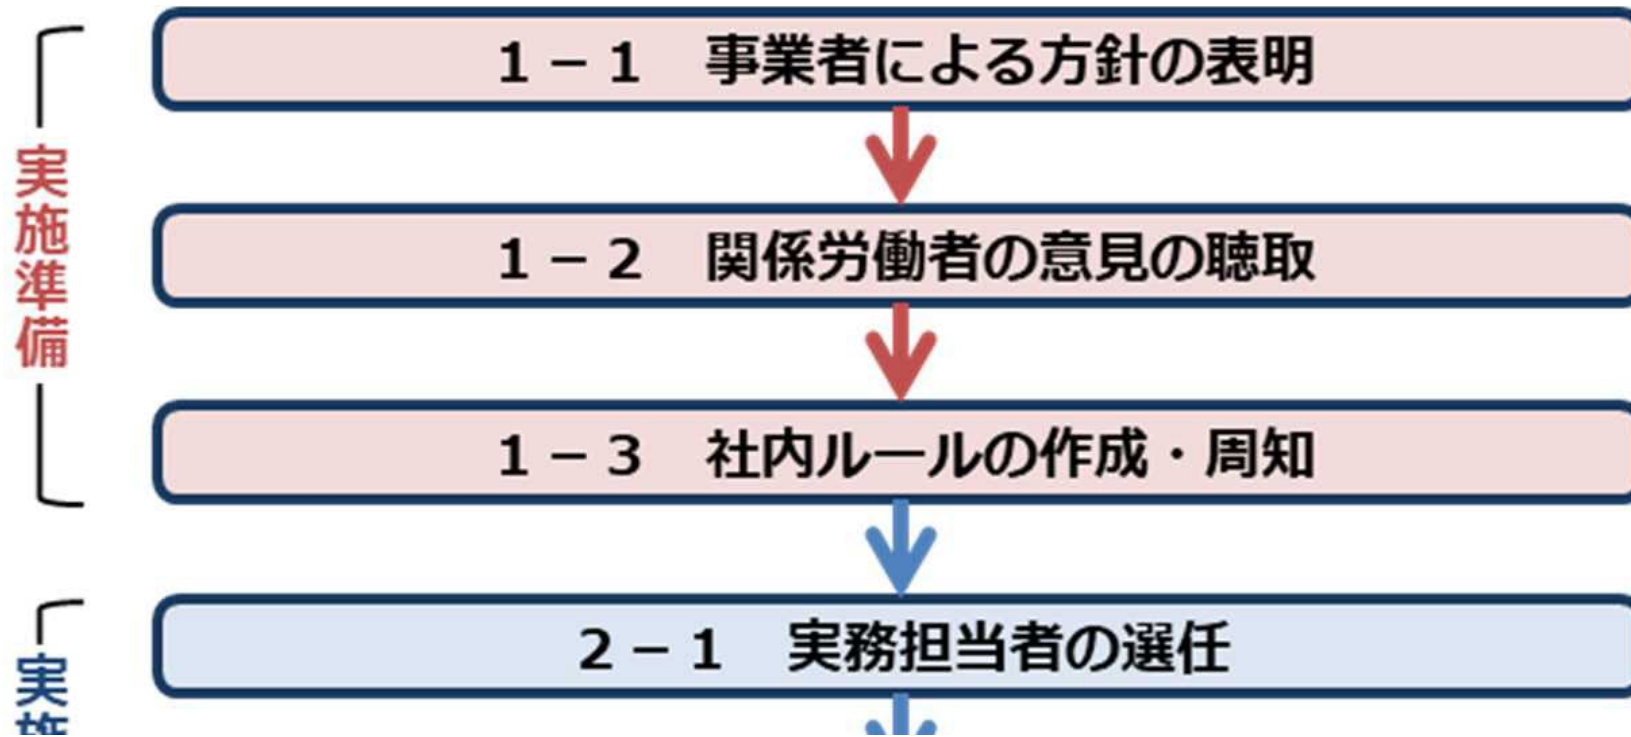 実施準備
1－1　事業者による方針の表明
1－2　関係労働者の意見の聴取
1－3　社内ルールの作成・周知
実施
2－1　実務担当者の選任